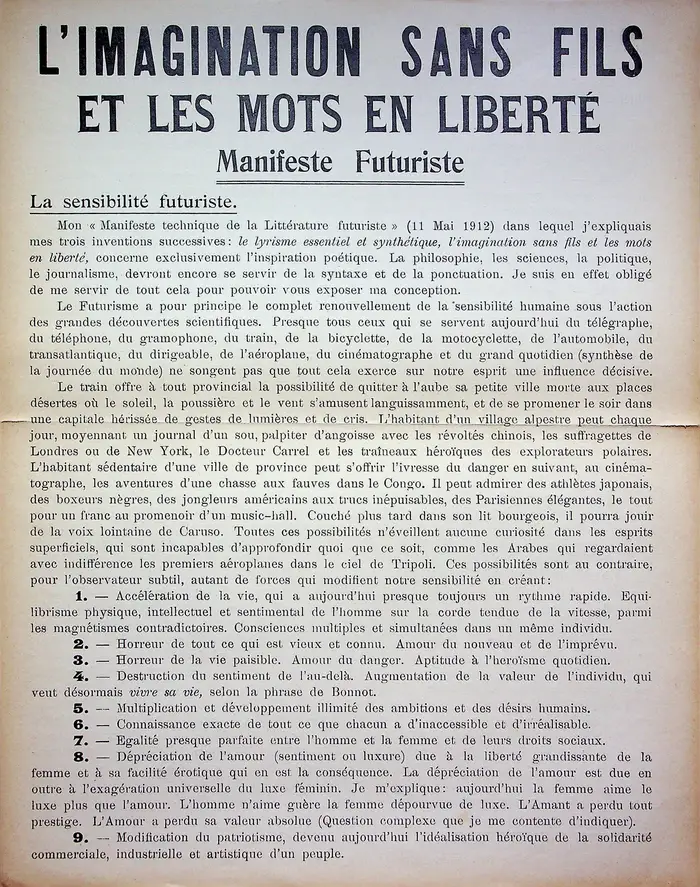 L'IMAGINATION SANS FILS
ET LES MOTS EN LIBERTÉ
Manifeste Futuriste
La sensibilité futuriste.
Mon « Manifeste technique de la Littérature futuriste » (11 Mai 1912) dans lequel j'expliquais
mes trois inventions successives : le lyrisme essentiel et synthétique, l'imagination sans fils et les mots
en liberté, concerne exclusivement l'inspiration poétique. La philosophie, les sciences, la politique,
le journalisme, devront encore se servir de la syntaxe et de la ponctuation. Je suis en effet obligé
de me servir de tout cela pour pouvoir vous exposer ma conception.
Le Futurisme a pour principe le complet renouvellement de la sensibilité humaine sous l'action
des grandes découvertes scientifiques. Presque tous ceux qui se servent aujourd'hui du télégraphe,
du téléphone, du gramophone, du train, de la bicyclette, de la motocyclette, de l'automobile, du
transatlantique, du dirigeable, de l'aéroplane, du cinématographe et du grand quotidien (synthèse de
la journée du monde) ne songent pas que tout cela exerce sur notre esprit une influence décisive.
Le train offre à tout provincial la possibilité de quitter à l'aube sa petite ville morte aux places
désertes où le soleil, la poussière et le vent s'amusent languissamment, et de se promener le soir dans
une capitale hérissée de gestes de lumières et de cris. L'habitant d'un village alpestre peut chaque
jour, moyennant un journal d'un sou, palpiter d'angoisse avec les révoltés chinois, les suffragettes de
Londres ou de New York, le Docteur Carrel et les traîneaux héroïques des explorateurs polaires.
L'habitant sédentaire d'une ville de province peut s'offrir l'ivresse du danger en suivant, au cinéma-
tographe, les aventures d'une chasse aux fauves dans le Congo. Il peut admirer des athlètes japonais,
des boxeurs nègres, des jongleurs américains aux trucs inépuisables, des Parisiennes élégantes, le tout
pour un franc au promenoir d'un music-hall. Couché plus tard dans son lit bourgeois, il pourra jouir
de la voix lointaine de Caruso. Toutes ces possibilités n'éveillent aucune curiosité dans les esprits
superficiels, qui sont incapables d'approfondir quoi que ce soit, comme les Arabes qui regardaient
avec indifférence les premiers aéroplanes dans le ciel de Tripoli. Ces possibilités sont au contraire,
pour l'observateur subtil, autant de forces qui modifient notre sensibilité en créant :
1. — Accélération de la vie, qui a aujourd'hui presque toujours un rythme rapide. Equi-
librisme physique, intellectuel et sentimental de l'homme sur la corde tendue de la vitesse, parmi
les magnétismes contradictoires. Consciences multiples et simultanées dans un même individu.
2. — Horreur de tout ce qui est vieux et connu. Amour du nouveau et de l'imprévu.
3. — Horreur de la vie paisible. Amour du danger. Aptitude à l'heroïsme quotidien.
4. — Destruction du sentiment de l'au-delà. Augmentation de la valeur de l'individu, qui
veut désormais vivre sa vie, selon la phrase de Bonnot.
5. — Multiplication et développement illimité des ambitions et des désirs humains.
6. — Connaissance exacte de tout ce que chacun a d'inaccessible et d'irréalisable.
7. — Egalité presque parfaite entre l'homme et la femme et de leurs droits sociaux.
8. — Dépréciation de l'amour (sentiment ou luxure) due à la liberté grandissante de la
femme et à sa facilité érotique qui en est la conséquence. La dépréciation de l'amour est due en
outre à l'exagération universelle du luxe féminin. Je m'explique : aujourd'hui la femme aime le
luxe plus que l'amour. L'homme n'aime guère la femme dépourvue de luxe. L'Amant a perdu tout
prestige. L'Amour a perdu sa valeur absolue (Question complexe que je me contente d'indiquer).
9. — Modification du patriotisme, devenu aujourd'hui l'idéalisation héroïque de la solidarité
commerciale, industrielle et artistique d'un peuple.